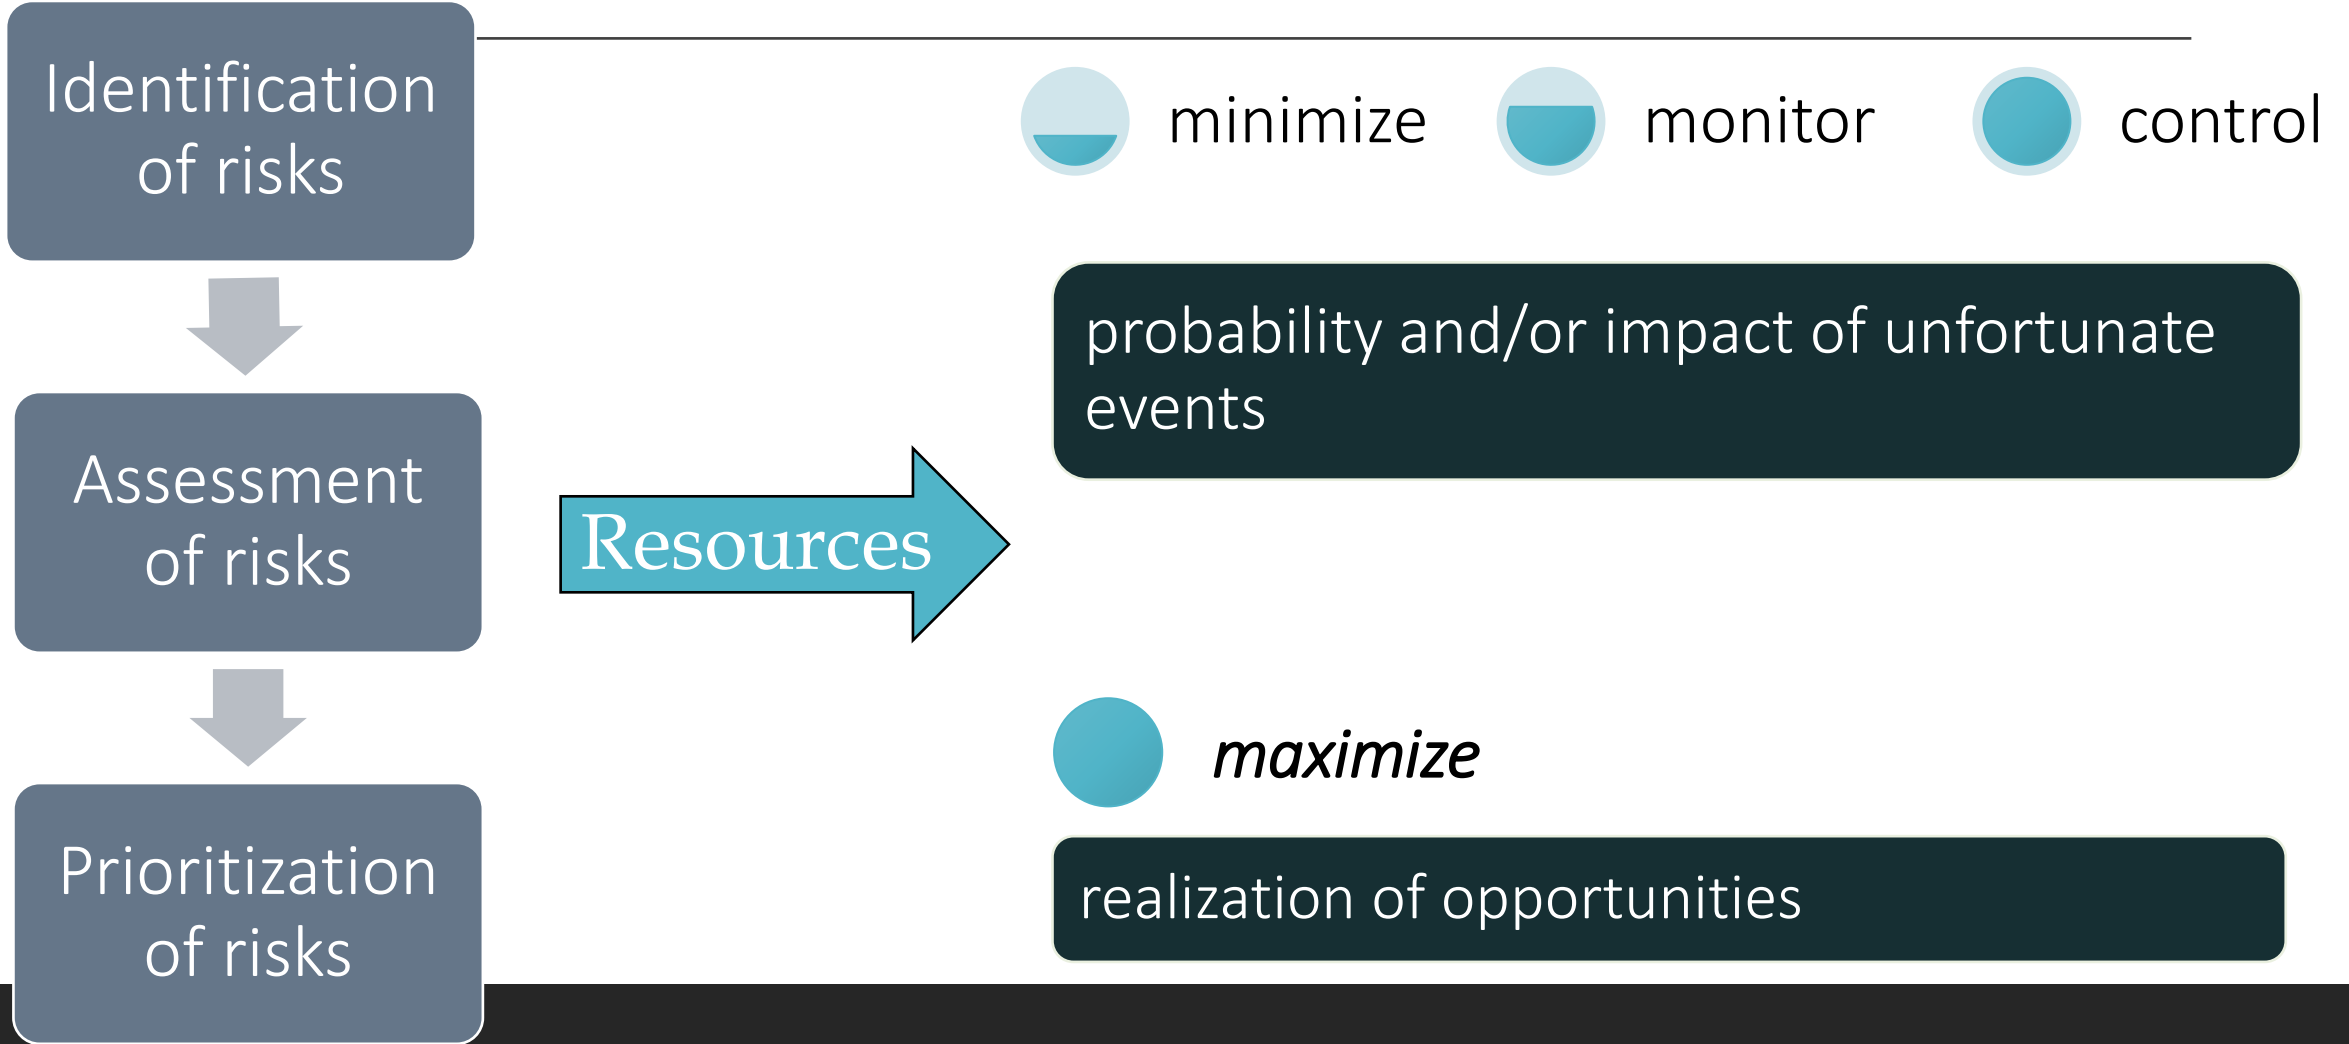 Identification
of risks
Assessment
of risks
Prioritization
of risks
Resources
minimize
monitor
control
probability and/or impact of unfortunate
events
maximize
realization of opportunities